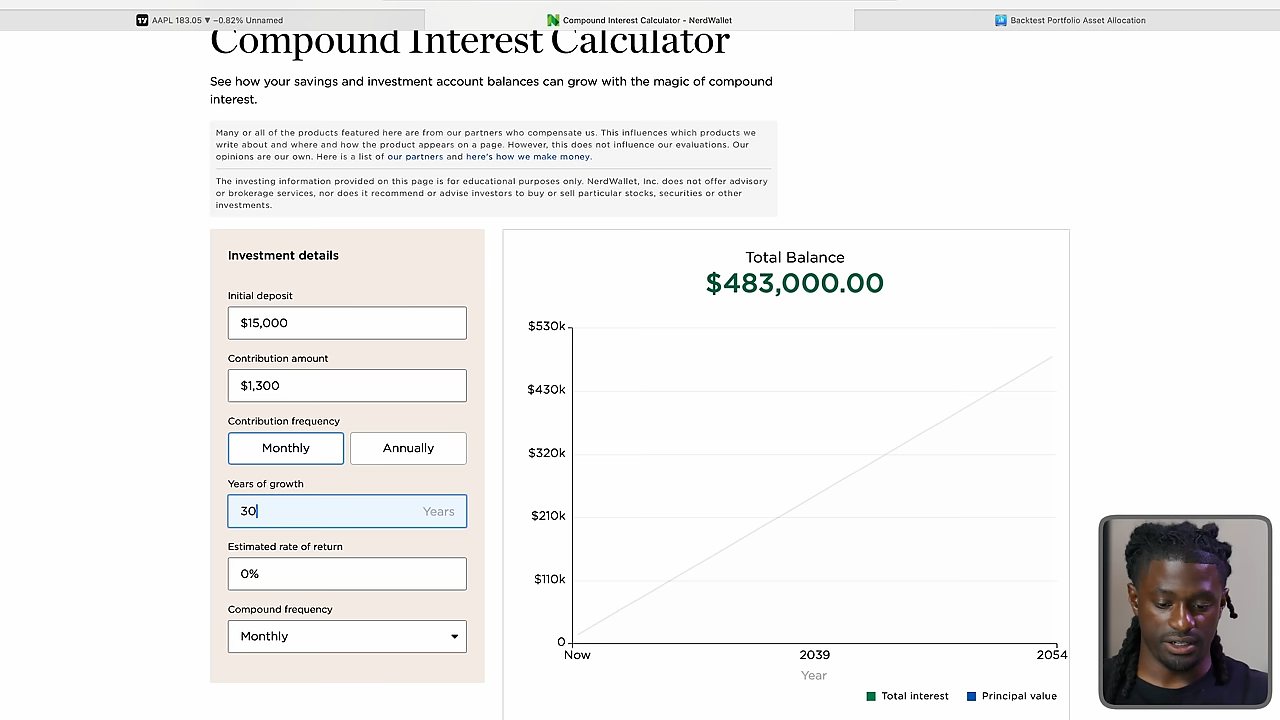 AAPL 183.05 ▼ −0.82% Unnamed
Compound Interest Calculator - NerdWallet
Backtest Portfolio Asset Allocation
Compound Interest Calculator
See how your savings and investment account balances can grow with the magic of compound
interest.
Many or all of the products featured here are from our partners who compensate us. This influences which products we
write about and where and how the product appears on a page. However, this does not influence our evaluations. Our
opinions are our own. Here is a list of our partners and here's how we make money.
The investing information provided on this page is for educational purposes only. NerdWallet, Inc. does not offer advisory
or brokerage services, nor does it recommend or advise investors to buy or sell particular stocks, securities or other
investments.
Investment details
Initial deposit
$15,000
Contribution amount
$1,300
Contribution frequency
Monthly
Annually
Years of growth
30
Years
Estimated rate of return
0%
Compound frequency
Monthly
Total Balance
$483,000.00
$530k
$430k
$320k
$210k
$110k
0
Now
2039
2054
Year
Total interest
Principal value